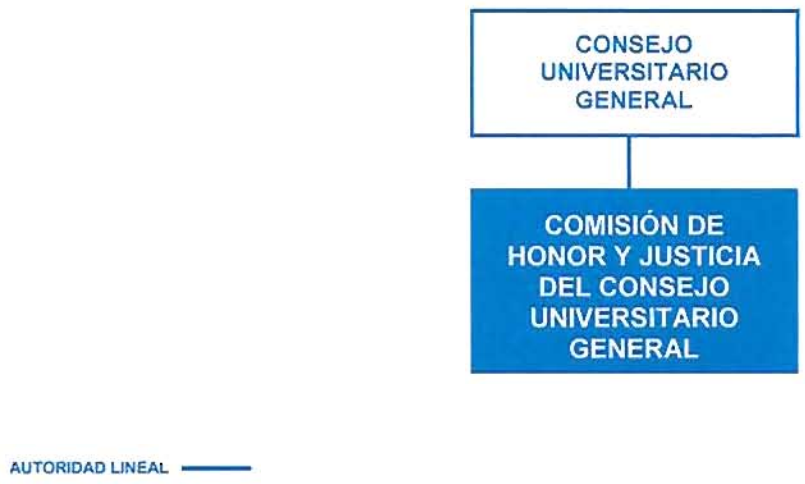 CONSEJO
UNIVERSITARIO
GENERAL
COMISIÓN DE
HONOR Y JUSTICIA
DEL CONSEJO
UNIVERSITARIO
GENERAL
AUTORIDAD LINEAL